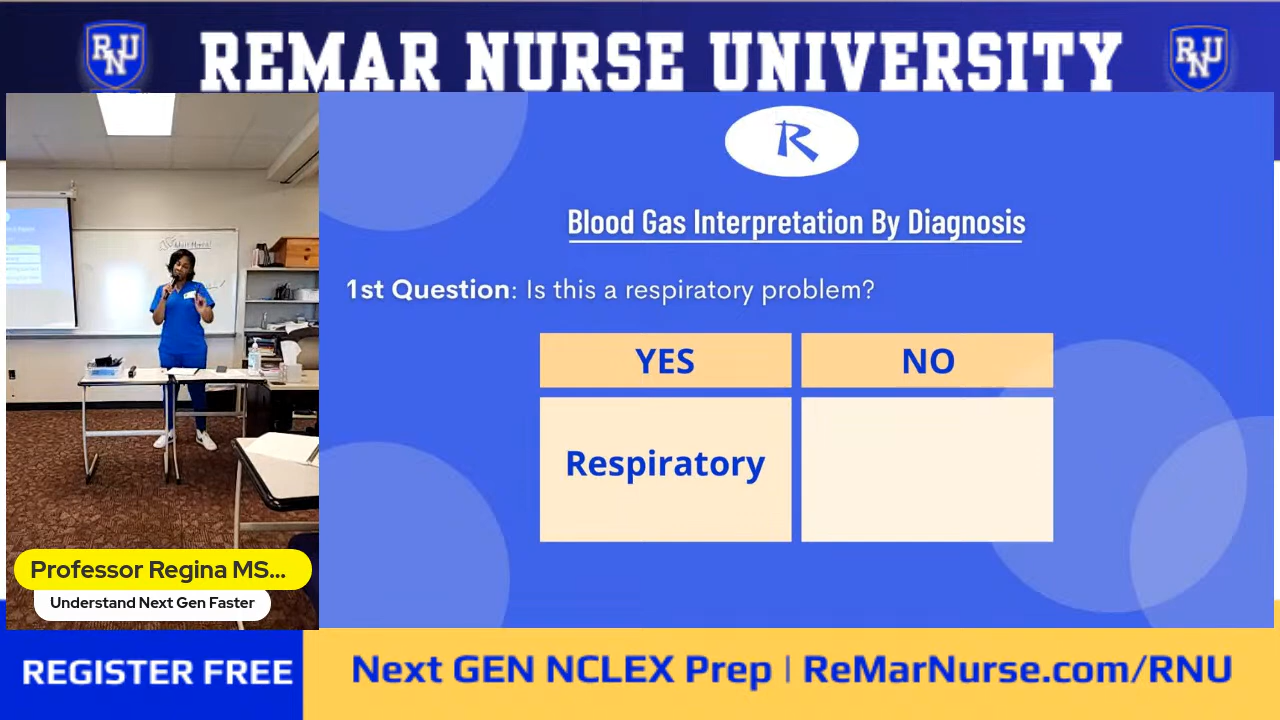 RNU
REMAR NURSE UNIVERSITY
RNU
R
Blood Gas Interpretation By Diagnosis
1st Question: Is this a respiratory problem?
YES
NO
Respiratory
Professor Regina MS...
Understand Next Gen Faster
REGISTER FREE
Next GEN NCLEX Prep | ReMarNurse.com/RNU